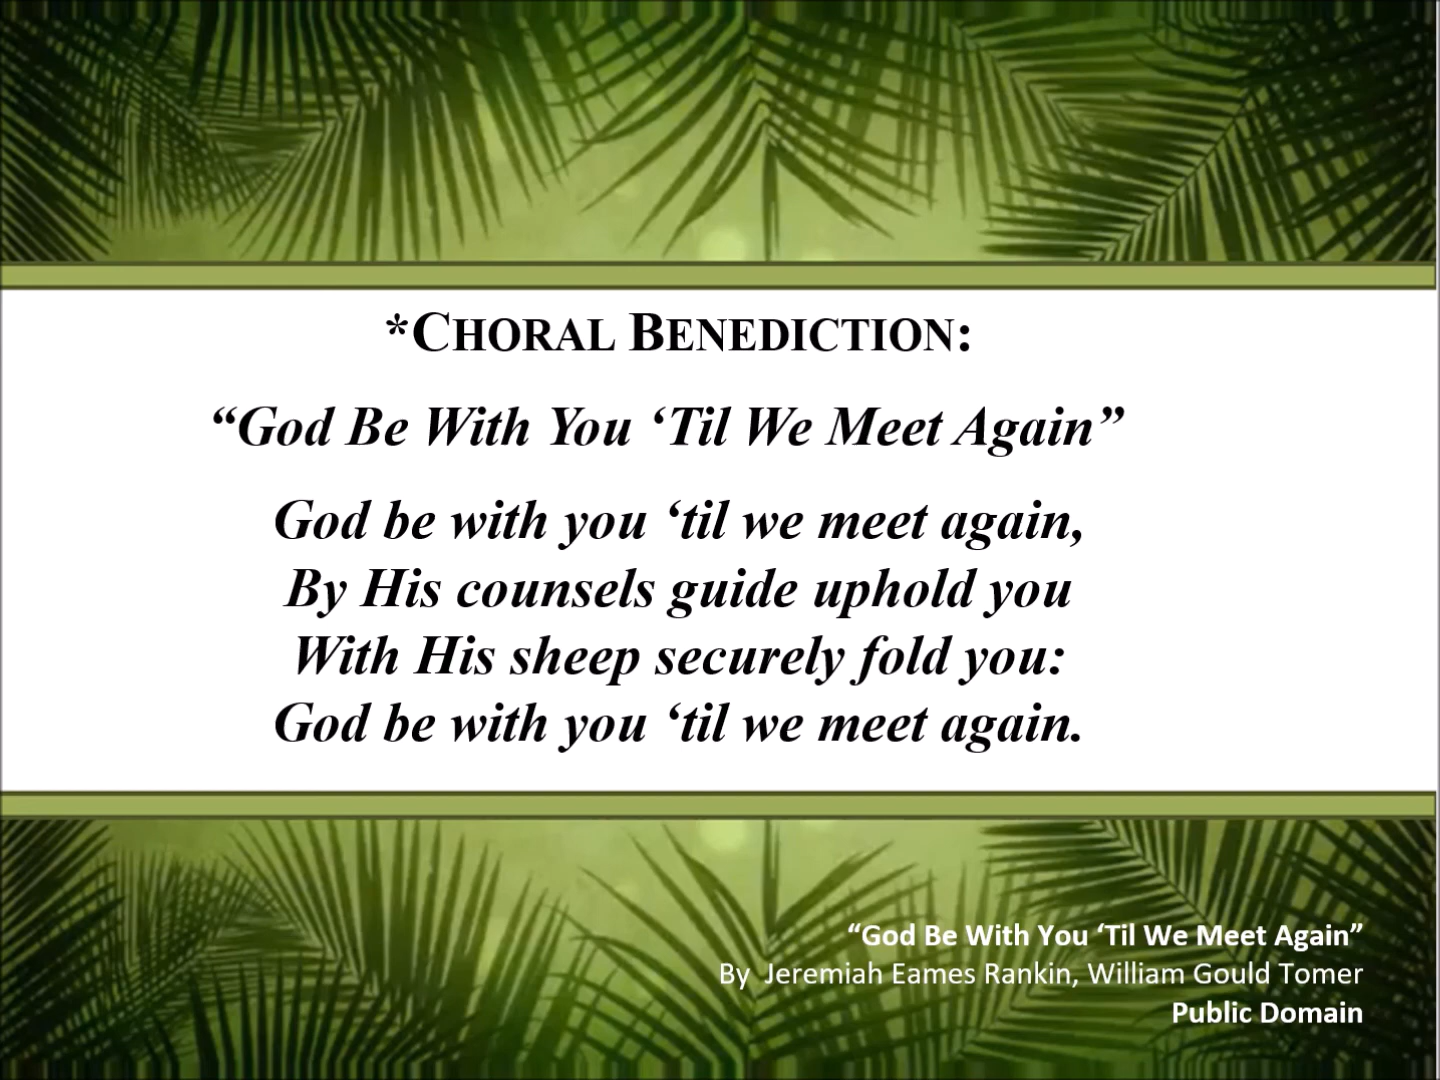 *CHORAL BENEDICTION:
“God Be With You ‘Til We Meet Again”
God be with you ‘til we meet again,
By His counsels guide uphold you
With His sheep securely fold you:
God be with you ‘til we meet again.
“God Be With You ‘Til We Meet Again”
By Jeremiah Eames Rankin, William Gould Tomer
Public Domain